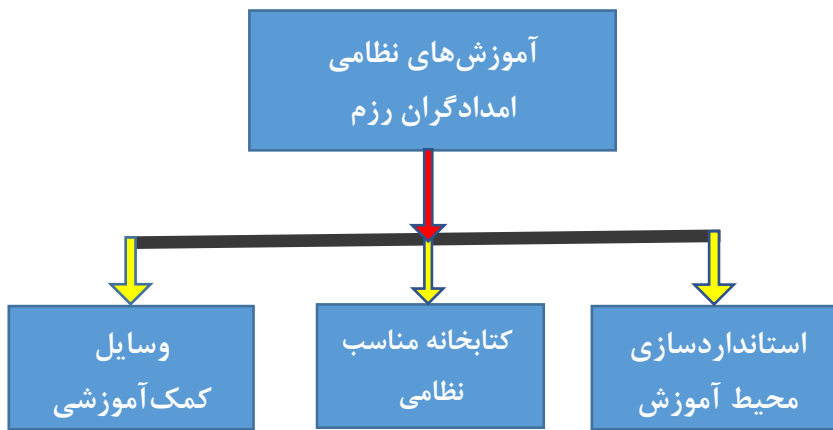 آموزش‌های نظامی
امدادگران رزم
استانداردسازی
محیط آموزش
کتابخانه مناسب
نظامی
وسایل
کمک‌آموزشی